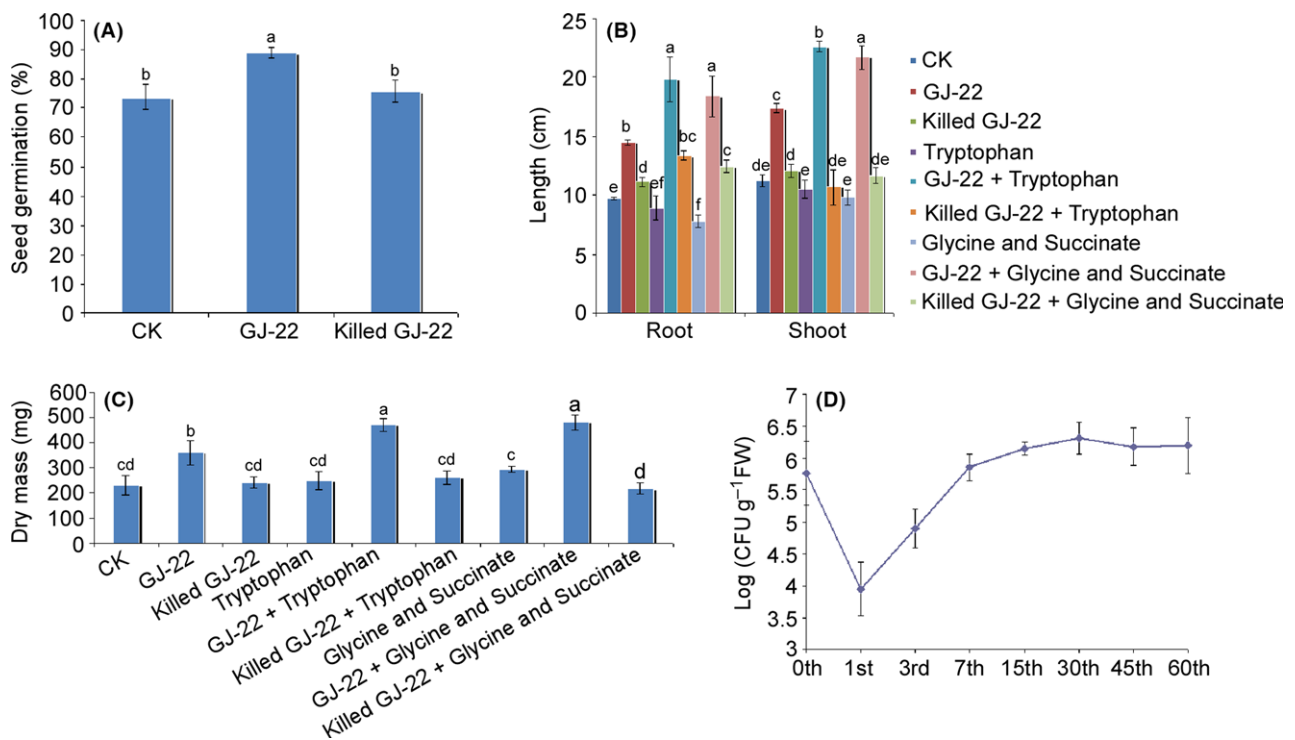 (A)
Seed germination (%)
100
90
80
70
60
50
40
30
20
10
0
b
a
b
CK
GJ-22
Killed GJ-22
(B)
Length (cm)
25
20
15
10
5
0
e
b
d
ef
a
bc
f
a
c
de
c
d
e
b
de
e
a
de
Root
Shoot
CK
GJ-22
Killed GJ-22
Tryptophan
GJ-22 + Tryptophan
Killed GJ-22 + Tryptophan
Glycine and Succinate
GJ-22 + Glycine and Succinate
Killed GJ-22 + Glycine and Succinate
(C)
Dry mass (mg)
600
500
400
300
200
100
0
cd
b
cd
cd
a
cd
c
a
d
CK
GJ-22
Killed GJ-22
Tryptophan
GJ-22 + Tryptophan
Killed GJ-22 + Tryptophan
Glycine and Succinate
GJ-22 + Glycine and Succinate
Killed GJ-22 + Glycine and Succinate
(D)
Log (CFU g⁻¹FW)
7
6·5
6
5·5
5
4·5
4
3·5
3
0th
1st
3rd
7th
15th
30th
45th
60th